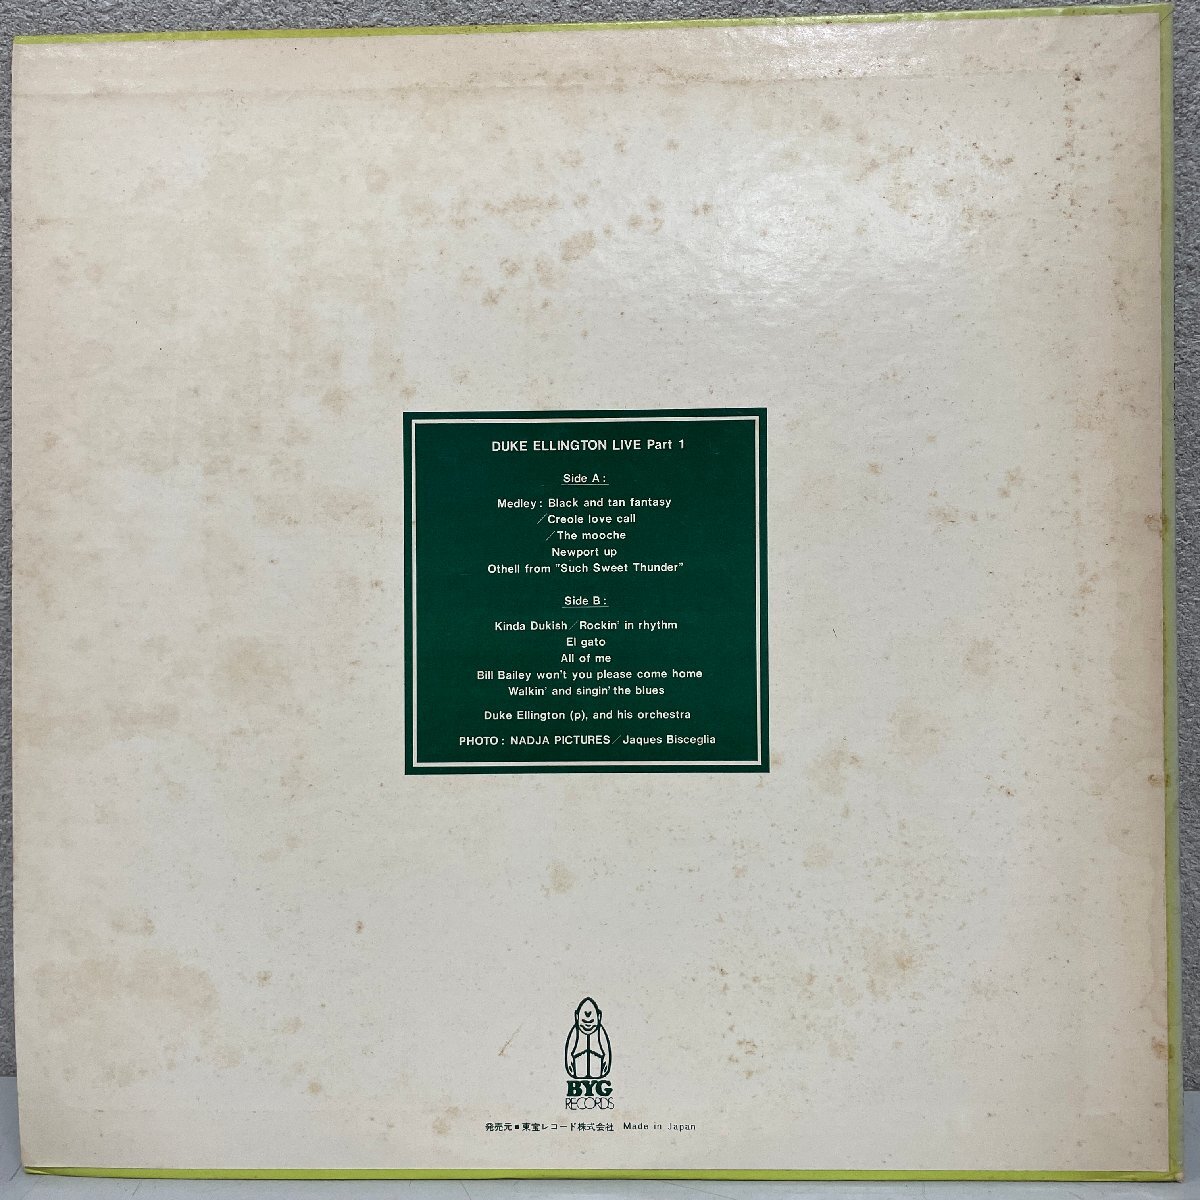 DUKE ELLINGTON LIVE Part 1
Side A:
Medley: Black and tan fantasy
/Creole love call
/The mooche
Newport up
Othell from "Such Sweet Thunder"
Side B:
Kinda Dukish/Rockin' in rhythm
El gato
All of me
Bill Bailey won't you please come home
Walkin' and singin' the blues
Duke Ellington (p), and his orchestra
PHOTO: NADJA PICTURES/Jaques Bisceglia
BYG
RECORDS
発売元■東宝レコード株式会社 Made in Japan